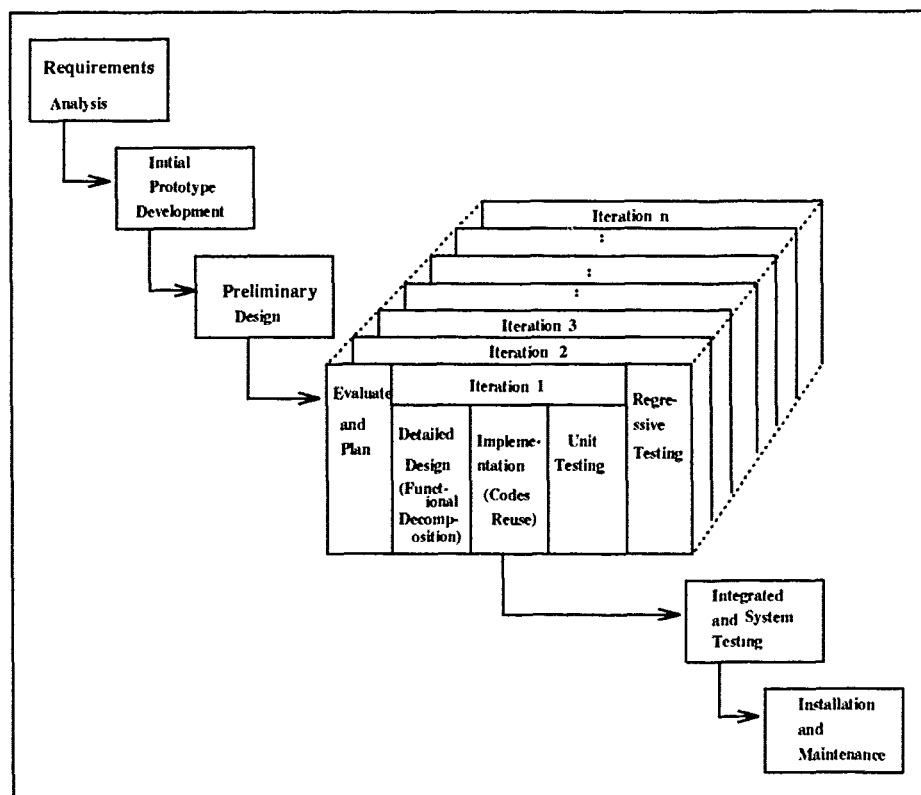 Requirements
Analysis
Initial
Prototype
Development
Preliminary
Design
Iteration n
:
:
:
Iteration 3
Iteration 2
Iteration 1
Evaluate
and
Plan
Detailed
Design
(Funct-
ional
Decomp-
osition)
Impleme-
ntation
(Codes
Reuse)
Unit
Testing
Regre-
ssive
Testing
Integrated
and System
Testing
Installation
and
Maintenance